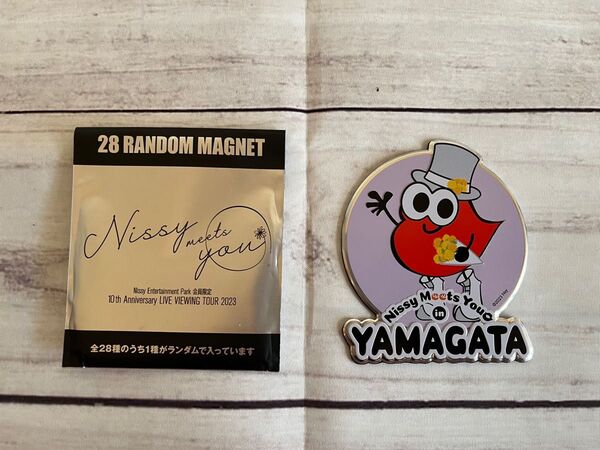 28 RANDOM MAGNET
Nissy
meets
you
Nissy Entertainment Park 会員限定
10th Anniversary LIVE VIEWING TOUR 2023
全28種のうち1種がランダムで入っています
Nissy Meets You
in
YAMAGATA